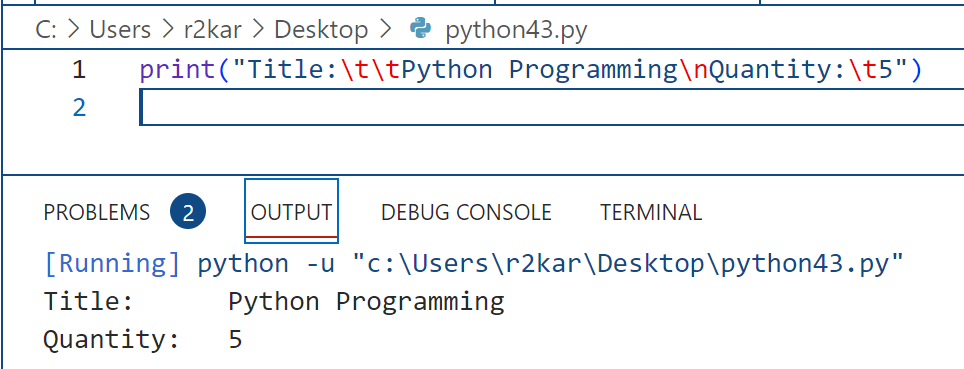 C: > Users > r2kar > Desktop > python43.py
1 print("Title:\t\tPython Programming\nQuantity:\t5")
2
PROBLEMS 2 OUTPUT DEBUG CONSOLE TERMINAL
[Running] python -u "c:\Users\r2kar\Desktop\python43.py"
Title:      Python Programming
Quantity:   5